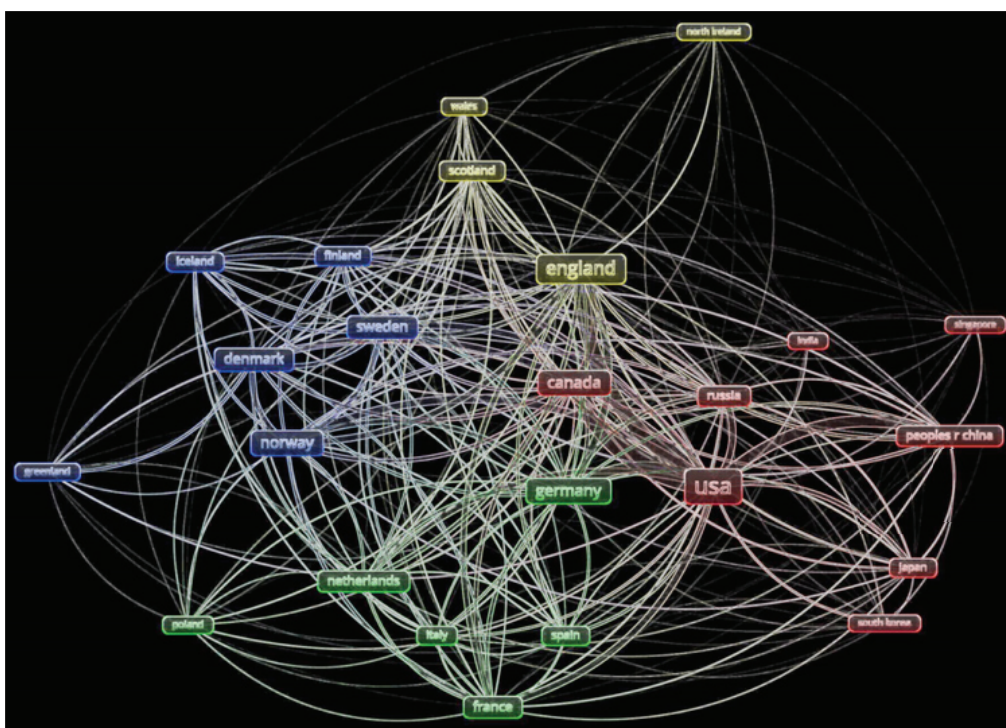 north ireland
wales
scotland
iceland
finland
england
sweden
singapore
india
denmark
canada
russia
norway
peoples r china
greenland
germany
usa
japan
netherlands
poland
italy
spain
south korea
france